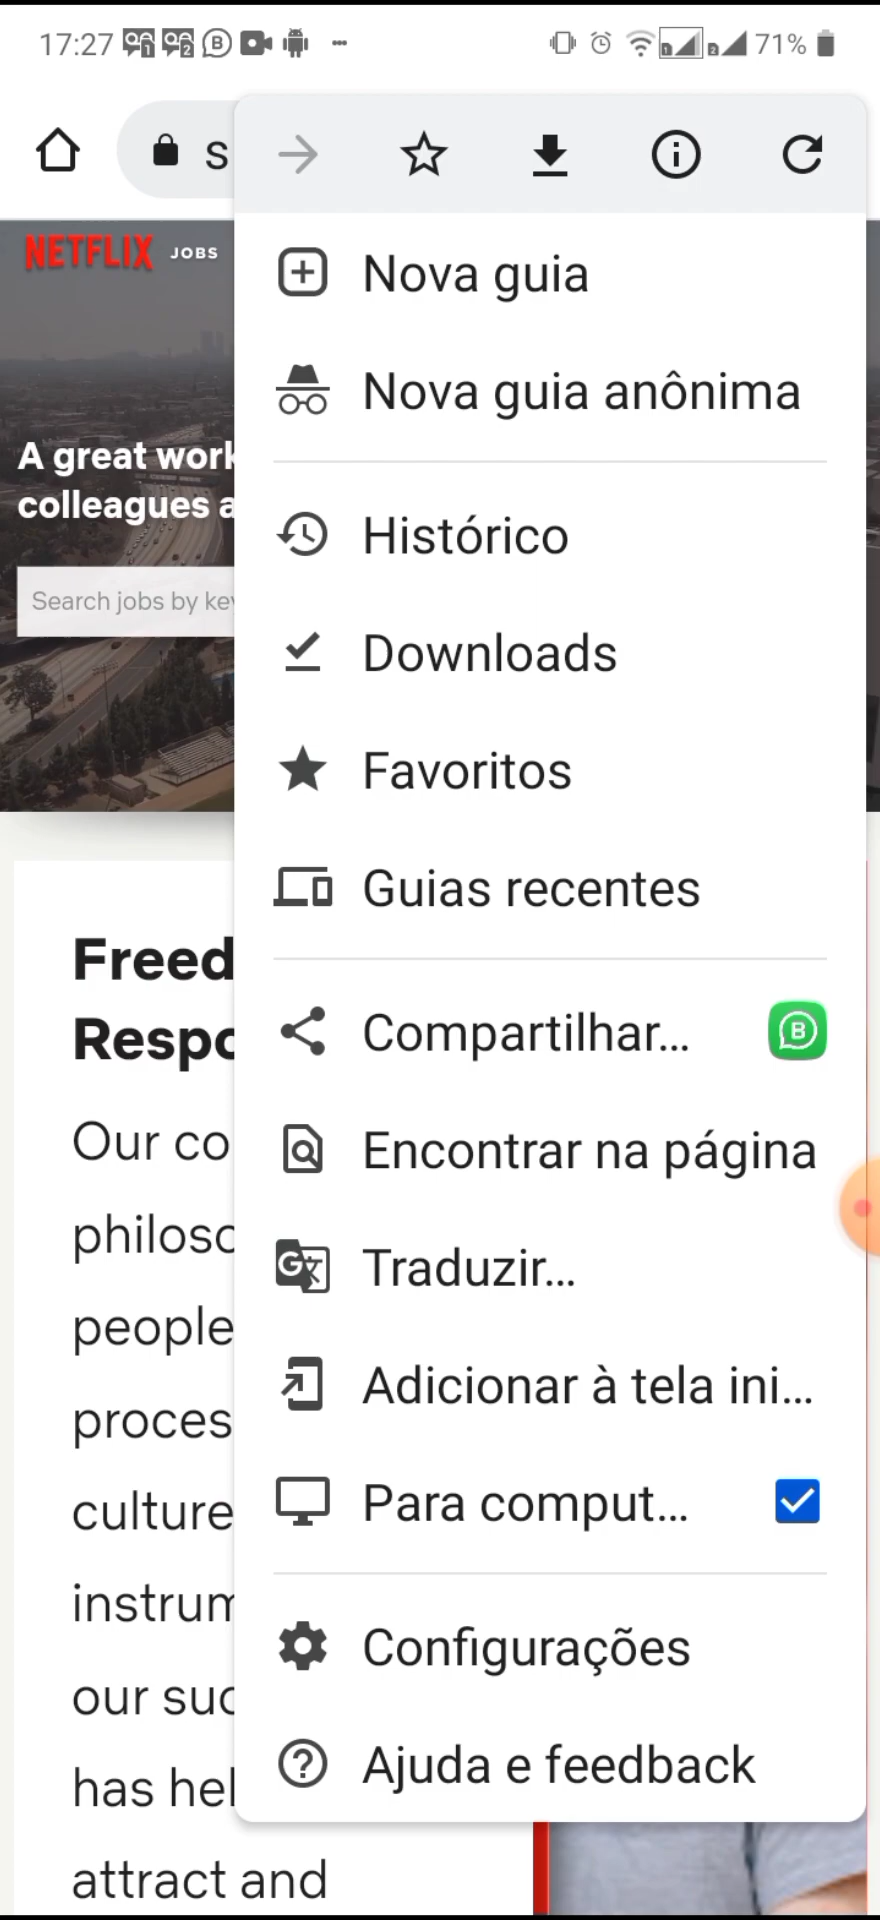 17:27
71%
S
NETFLIX JOBS
Nova guia
Nova guia anônima
A great work
colleagues a
Histórico
Search jobs by key
Downloads
Favoritos
Guias recentes
Freed
Respo
Compartilhar...
Our co
Encontrar na página
philoso
Traduzir...
people
Adicionar à tela ini...
proces
Para comput...
culture
instrum
Configurações
our suc
Ajuda e feedback
has hel
attract and